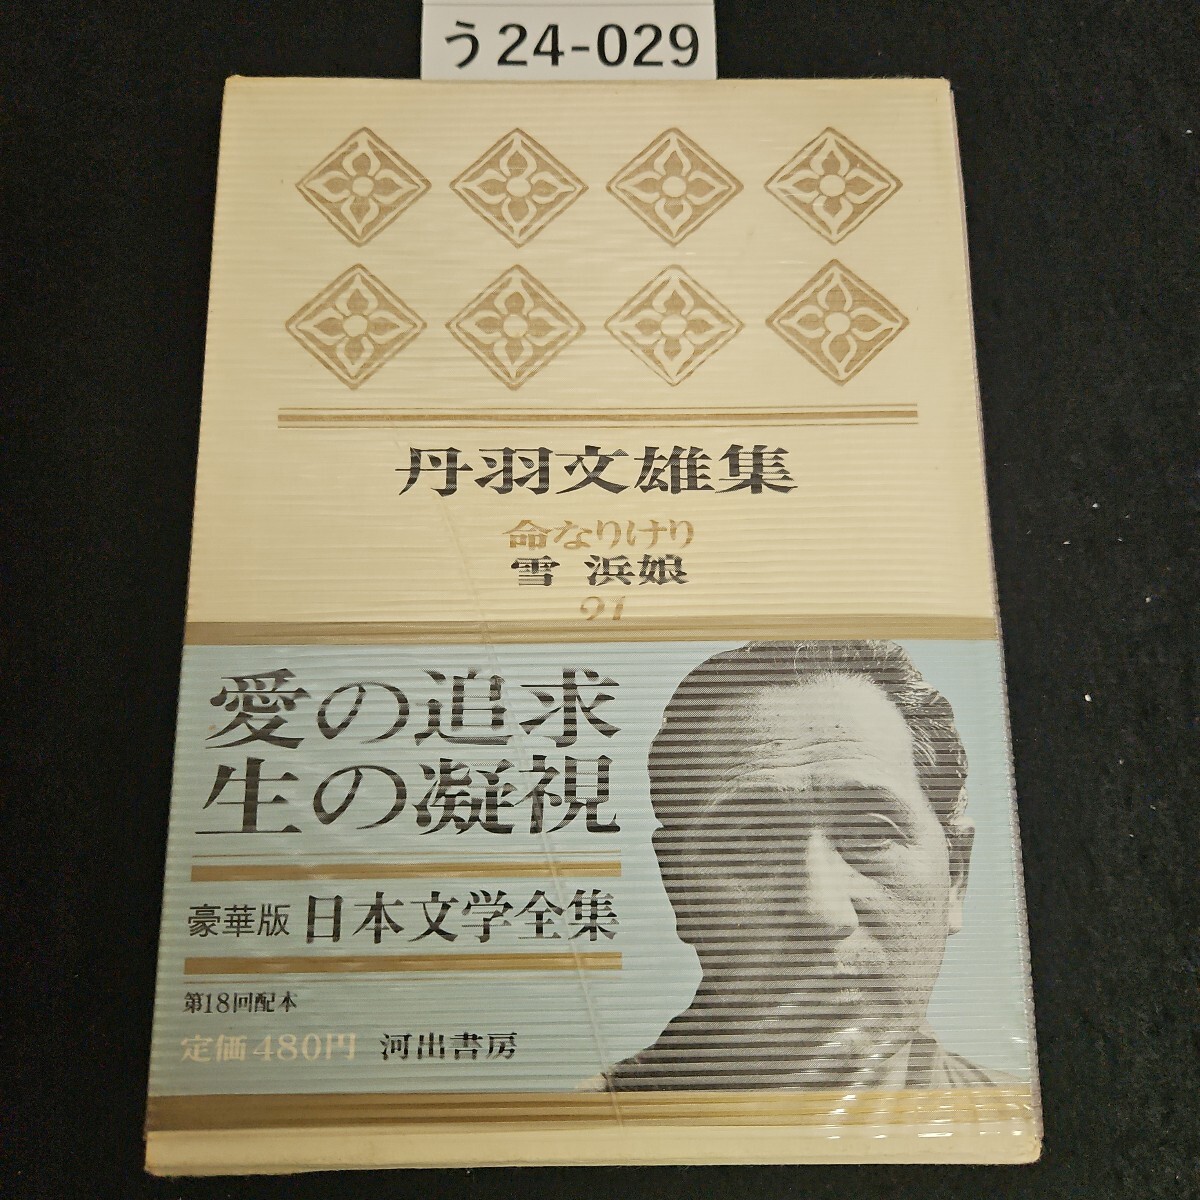 う24-029
丹羽文雄集
命なりけり
雪 浜娘
21
愛の追求
生の凝視
豪華版 日本文学全集
第18回配本
定価480円 河出書房